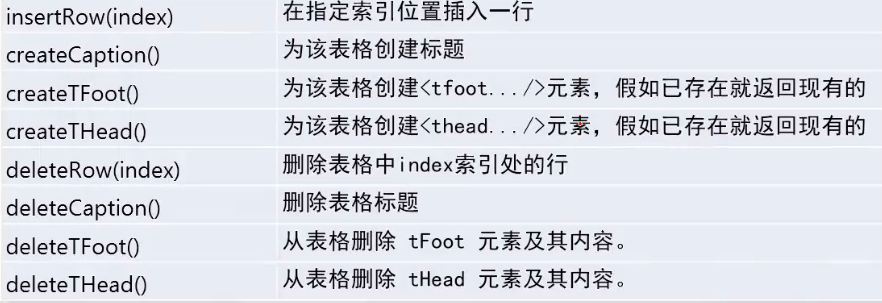 insertRow(index) 在指定索引位置插入一行
createCaption() 为该表格创建标题
createTFoot() 为该表格创建<tfoot.../>元素，假如已存在就返回现有的
createTHead() 为该表格创建<thead.../>元素，假如已存在就返回现有的
deleteRow(index) 删除表格中index索引处的行
deleteCaption() 删除表格标题
deleteTFoot() 从表格删除 tFoot 元素及其内容。
deleteTHead() 从表格删除 tHead 元素及其内容。